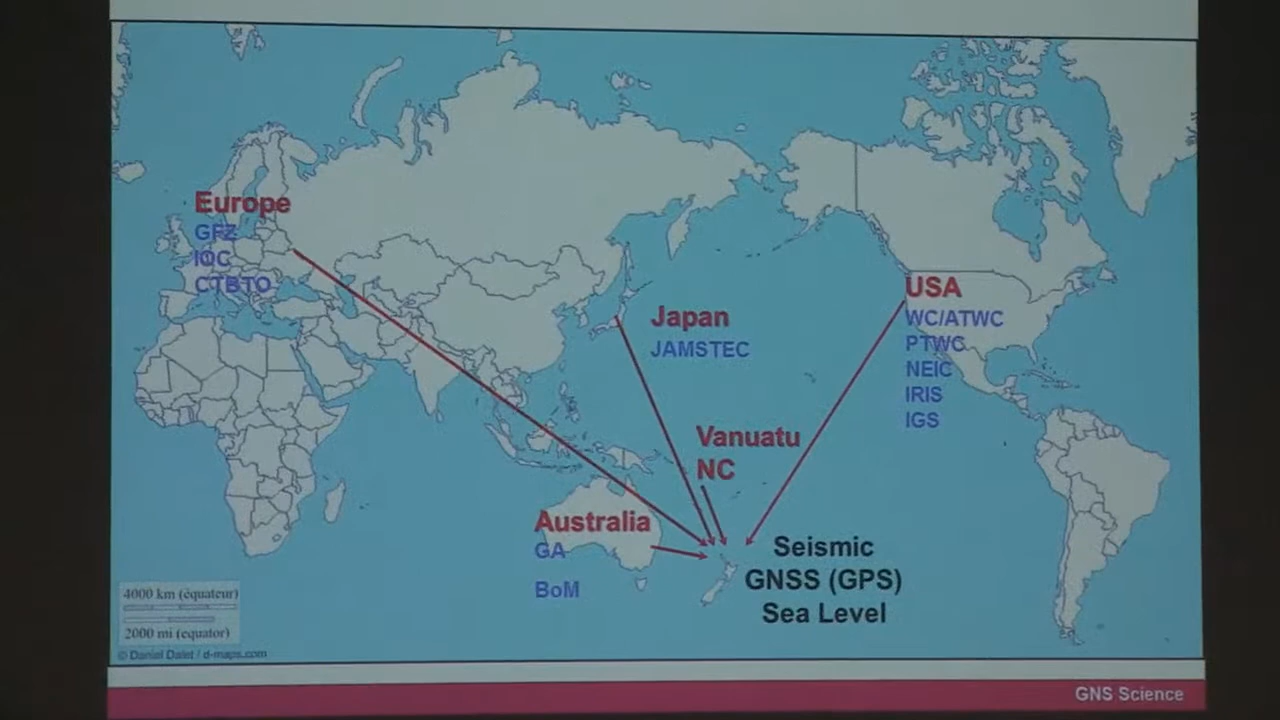 Europe
GFZ
IOC
CTBTO
Japan
JAMSTEC
USA
WC/ATWC
PTWC
NEIC
IRIS
IGS
Vanuatu
NC
Australia
GA
BoM
Seismic
GNSS (GPS)
Sea Level
4000 km (équateur)
2000 mi (equator)
© Daniel Dalet / d-maps.com
GNS Science